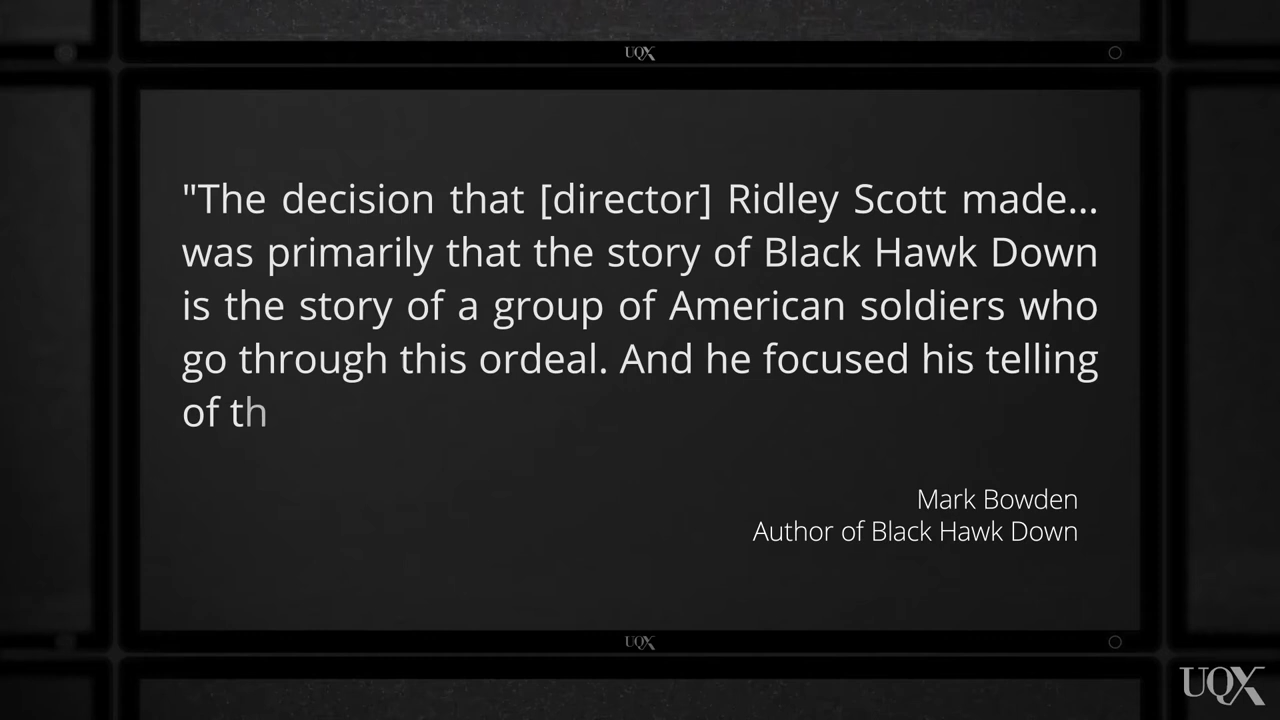 UQX
"The decision that [director] Ridley Scott made...
was primarily that the story of Black Hawk Down
is the story of a group of American soldiers who
go through this ordeal. And he focused his telling
of th
Mark Bowden
Author of Black Hawk Down
UQX
UQX